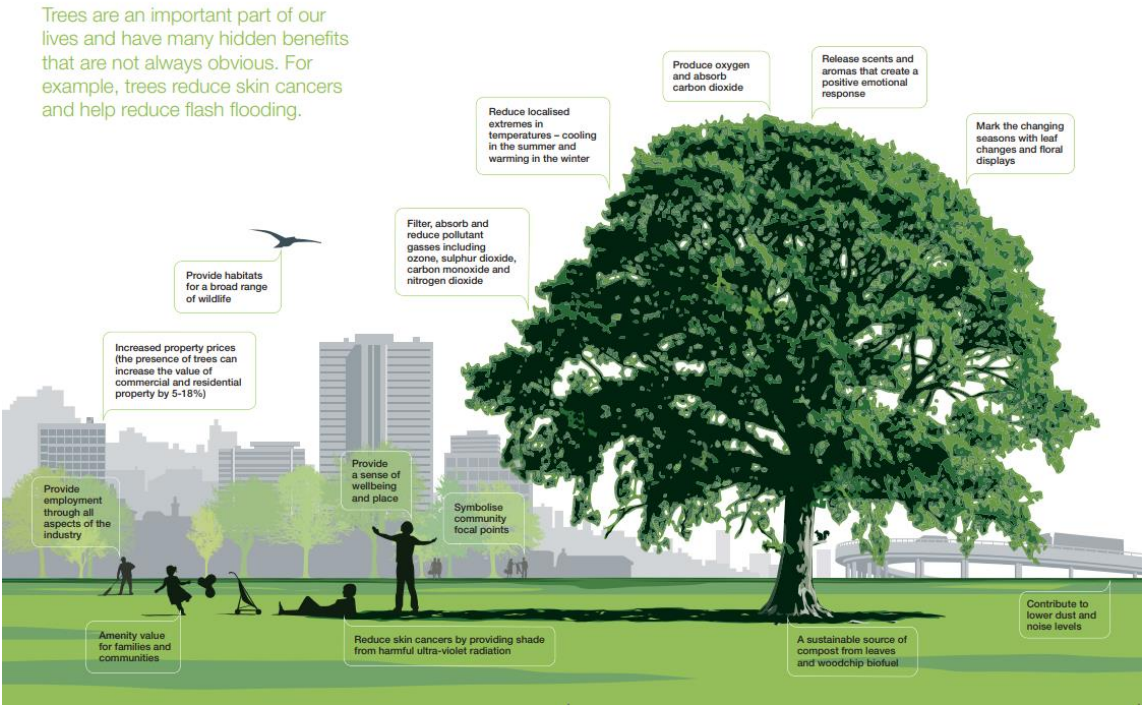 Trees are an important part of our
lives and have many hidden benefits
that are not always obvious. For
example, trees reduce skin cancers
and help reduce flash flooding.
Produce oxygen
and absorb
carbon dioxide
Release scents and
aromas that create a
positive emotional
response
Reduce localised
extremes in
temperatures – cooling
in the summer and
warming in the winter
Mark the changing
seasons with leaf
changes and floral
displays
Filter, absorb and
reduce pollutant
gasses including
ozone, sulphur dioxide,
carbon monoxide and
nitrogen dioxide
Provide habitats
for a broad range
of wildlife
Increased property prices
(the presence of trees can
increase the value of
commercial and residential
property by 5-18%)
Provide
employment
through all
aspects of the
industry
Provide
a sense of
wellbeing
and place
Symbolise
community
focal points
Amenity value
for families and
communities
Reduce skin cancers by providing shade
from harmful ultra-violet radiation
A sustainable source of
compost from leaves
and woodchip biofuel
Contribute to
lower dust and
noise levels